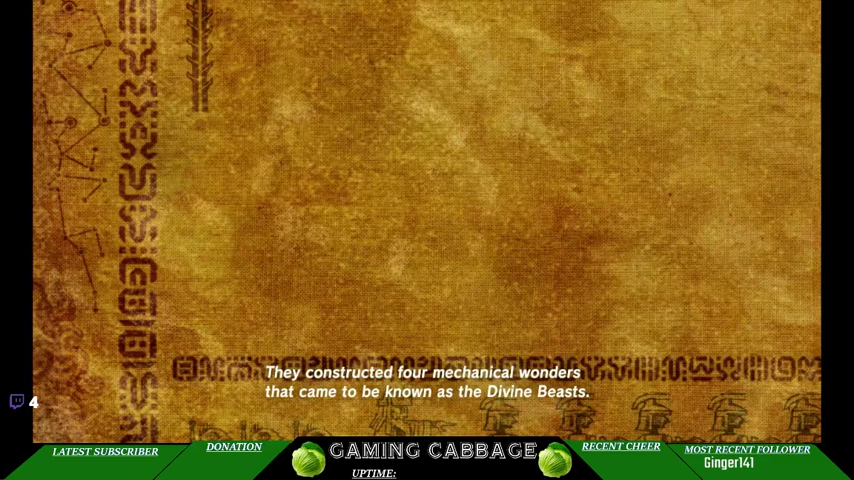 They constructed four mechanical wonders
that came to be known as the Divine Beasts.
4
LATEST SUBSCRIBER
DONATION
GAMING CABBAGE
UPTIME:
RECENT CHEER
MOST RECENT FOLLOWER
Ginger141